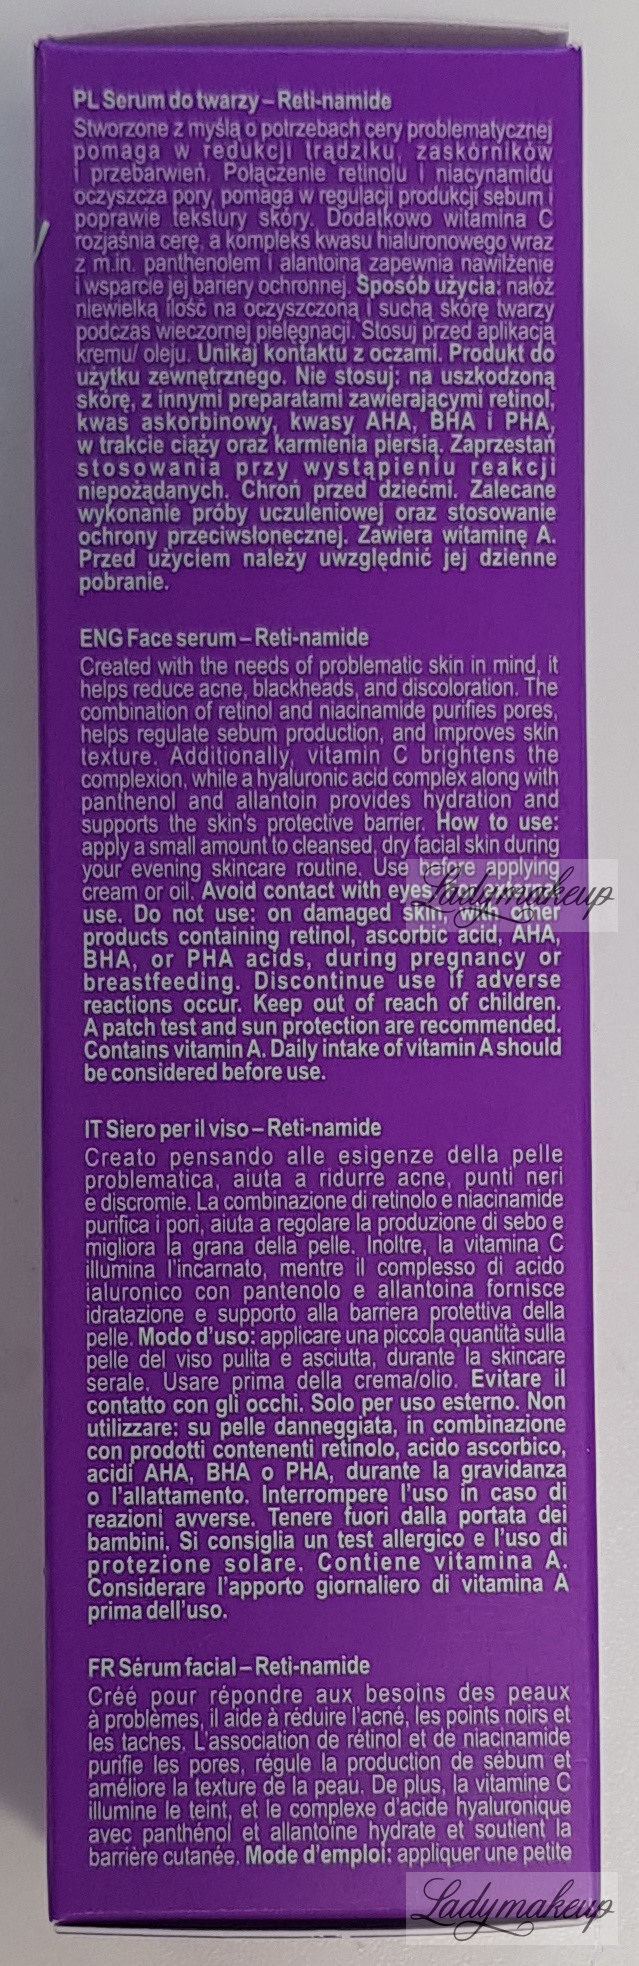 PL Serum do twarzy – Reti-namide
Stworzone z myślą o potrzebach cery problematycznej
pomaga w redukcji trądziku, zaskórników
i przebarwień. Połączenie retinolu i niacynamidu
oczyszcza pory, pomaga w regulacji produkcji sebum i
poprawie tekstury skóry. Dodatkowo witamina C
rozjaśnia cerę, a kompleks kwasu hialuronowego wraz
z m.in. panthenolem i alantoiną zapewnia nawilżenie
i wsparcie jej bariery ochronnej. Sposób użycia: nałóż
niewielką ilość na oczyszczoną i suchą skórę twarzy
podczas wieczornej pielęgnacji. Stosuj przed aplikacją
kremu/ oleju. Unikaj kontaktu z oczami. Produkt do
użytku zewnętrznego. Nie stosuj: na uszkodzoną
skórę, z innymi preparatami zawierającymi retinol,
kwas askorbinowy, kwasy AHA, BHA i PHA,
w trakcie ciąży oraz karmienia piersią. Zaprzestań
stosowania przy wystąpieniu reakcji
niepożądanych. Chroń przed dziećmi. Zalecane
wykonanie próby uczuleniowej oraz stosowanie
ochrony przeciwsłonecznej. Zawiera witaminę A.
Przed użyciem należy uwzględnić jej dzienne
pobranie.
ENG Face serum – Reti-namide
Created with the needs of problematic skin in mind, it
helps reduce acne, blackheads, and discoloration. The
combination of retinol and niacinamide purifies pores,
helps regulate sebum production, and improves skin
texture. Additionally, vitamin C brightens the
complexion, while a hyaluronic acid complex along with
panthenol and allantoin provides hydration and
supports the skin's protective barrier. How to use:
apply a small amount to cleansed, dry facial skin during
your evening skincare routine. Use before applying
cream or oil. Avoid contact with eyes.
Ladymakeup
use. Do not use: on damaged skin, with other
products containing retinol, ascorbic acid, AHA,
BHA, or PHA acids, during pregnancy or
breastfeeding. Discontinue use if adverse
reactions occur. Keep out of reach of children.
A patch test and sun protection are recommended.
Contains vitamin A. Daily intake of vitamin A should
be considered before use.
IT Siero per il viso – Reti-namide
Creato pensando alle esigenze della pelle
problematica, aiuta a ridurre acne, punti neri
e discromie. La combinazione di retinolo e niacinamide
purifica i pori, aiuta a regolare la produzione di sebo e
migliora la grana della pelle. Inoltre, la vitamina C
illumina l'incarnato, mentre il complesso di acido
ialuronico con pantenolo e allantoina fornisce
idratazione e supporto alla barriera protettiva della
pelle. Modo d'uso: applicare una piccola quantità sulla
pelle del viso pulita e asciutta, durante la skincare
serale. Usare prima della crema/olio. Evitare il
contatto con gli occhi. Solo per uso esterno. Non
utilizzare: su pelle danneggiata, in combinazione
con prodotti contenenti retinolo, acido ascorbico,
acidi AHA, BHA o PHA, durante la gravidanza
o l'allattamento. Interrompere l'uso in caso di
reazioni avverse. Tenere fuori dalla portata dei
bambini. Si consiglia un test allergico e l'uso di
protezione solare. Contiene vitamina A.
Considerare l'apporto giornaliero di vitamina A
prima dell'uso.
FR Sérum facial – Reti-namide
Créé pour répondre aux besoins des peaux
à problèmes, il aide à réduire l'acné, les points noirs et
les taches. L'association de rétinol et de niacinamide
purifie les pores, régule la production de sébum et
améliore la texture de la peau. De plus, la vitamine C
illumine le teint, et le complexe d'acide hyaluronique
avec panthénol et allantoïne hydrate et soutient la
barrière cutanée. Mode d'emploi: appliquer une petite
Ladymakeup